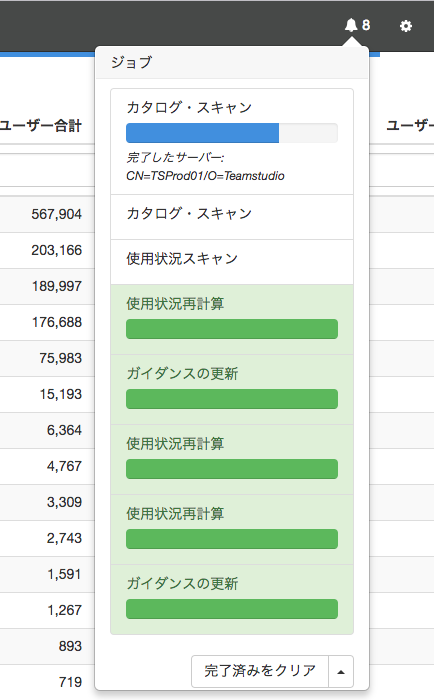 8
ジョブ
ユーザー合計
ユーザー
カタログ・スキャン
完了したサーバー:
CN=TSProd01/O=Teamstudio
カタログ・スキャン
使用状況スキャン
使用状況再計算
ガイダンスの更新
使用状況再計算
使用状況再計算
ガイダンスの更新
完了済みをクリア
567,904
203,166
189,997
176,688
75,983
15,193
6,364
4,767
3,309
2,743
1,591
1,267
893
719